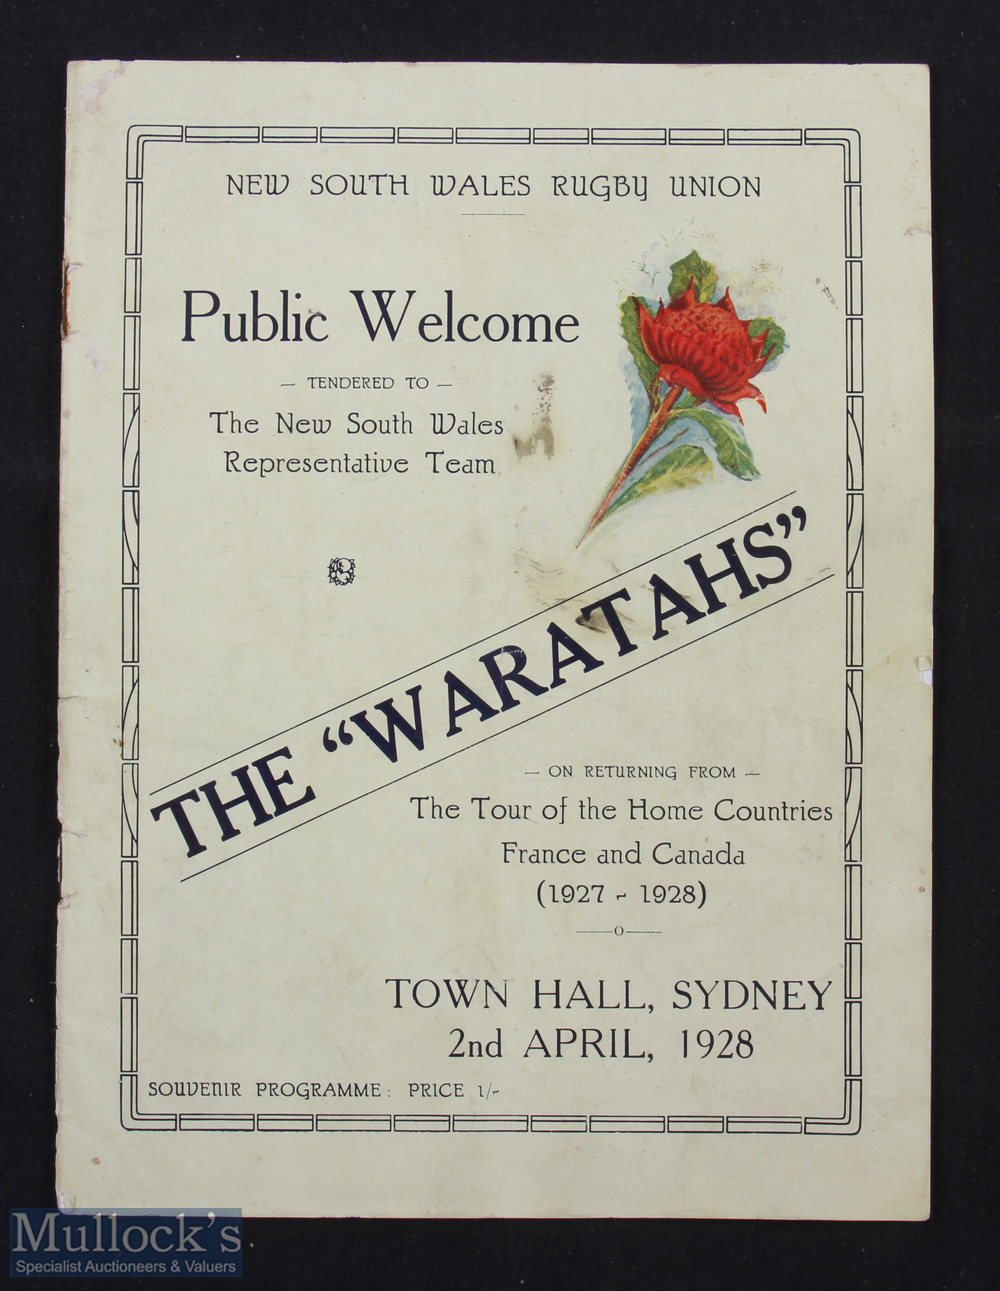 NEW SOUTH WALES RUGBY UNION
Public Welcome
– TENDERED TO –
The New South Wales
Representative Team
THE "WARATAHS"
– ON RETURNING FROM –
The Tour of the Home Countries
France and Canada
(1927 - 1928)
TOWN HALL, SYDNEY
2nd APRIL, 1928
SOUVENIR PROGRAMME: PRICE 1/-
Mullock's
Specialist Auctioneers & Valuers